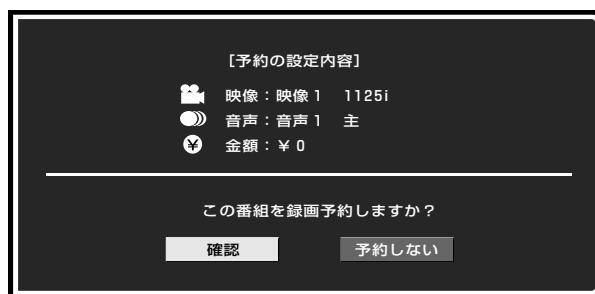 ［予約の設定内容］
映像：映像１　1125i
音声：音声１　主
¥ 金額：￥０
この番組を録画予約しますか？
確認　予約しない